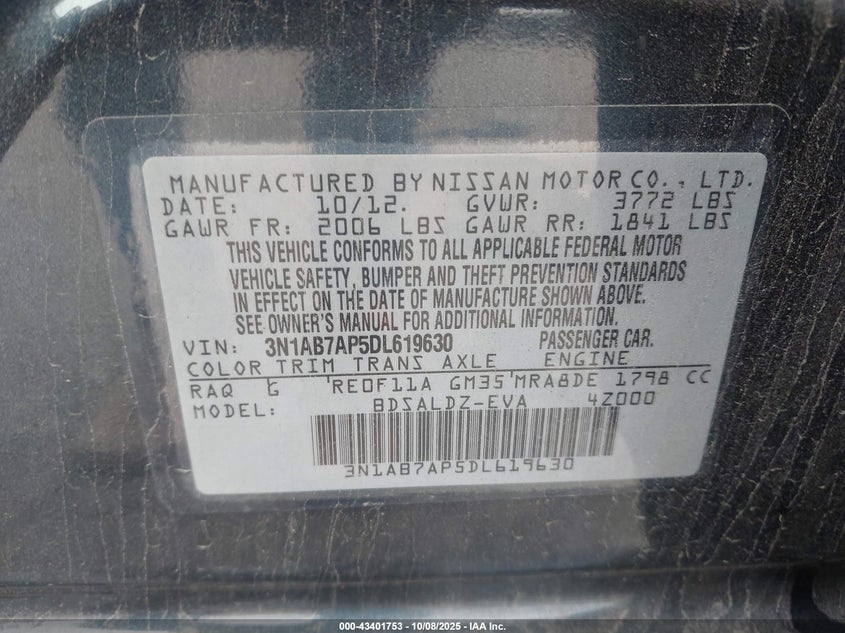 MANUFACTURED BY NISSAN MOTOR CO., LTD.
DATE: 10/12. GVWR: 3772 LBS
GAWR FR: 2006 LBS GAWR RR: 1841 LBS
THIS VEHICLE CONFORMS TO ALL APPLICABLE FEDERAL MOTOR
VEHICLE SAFETY, BUMPER AND THEFT PREVENTION STANDARDS
IN EFFECT ON THE DATE OF MANUFACTURE SHOWN ABOVE.
SEE OWNER'S MANUAL FOR ADDITIONAL INFORMATION.
VIN: 3N1AB7AP5DL619630 PASSENGER CAR.
COLOR TRIM TRANS AXLE ENGINE
RAQ G RE0F11A GM35 MRA8DE 1798 CC
MODEL: BDSALDZ-EVA 4Z000
3N1AB7AP5DL619630
000-43401753 - 10/08/2025 - IAA Inc.